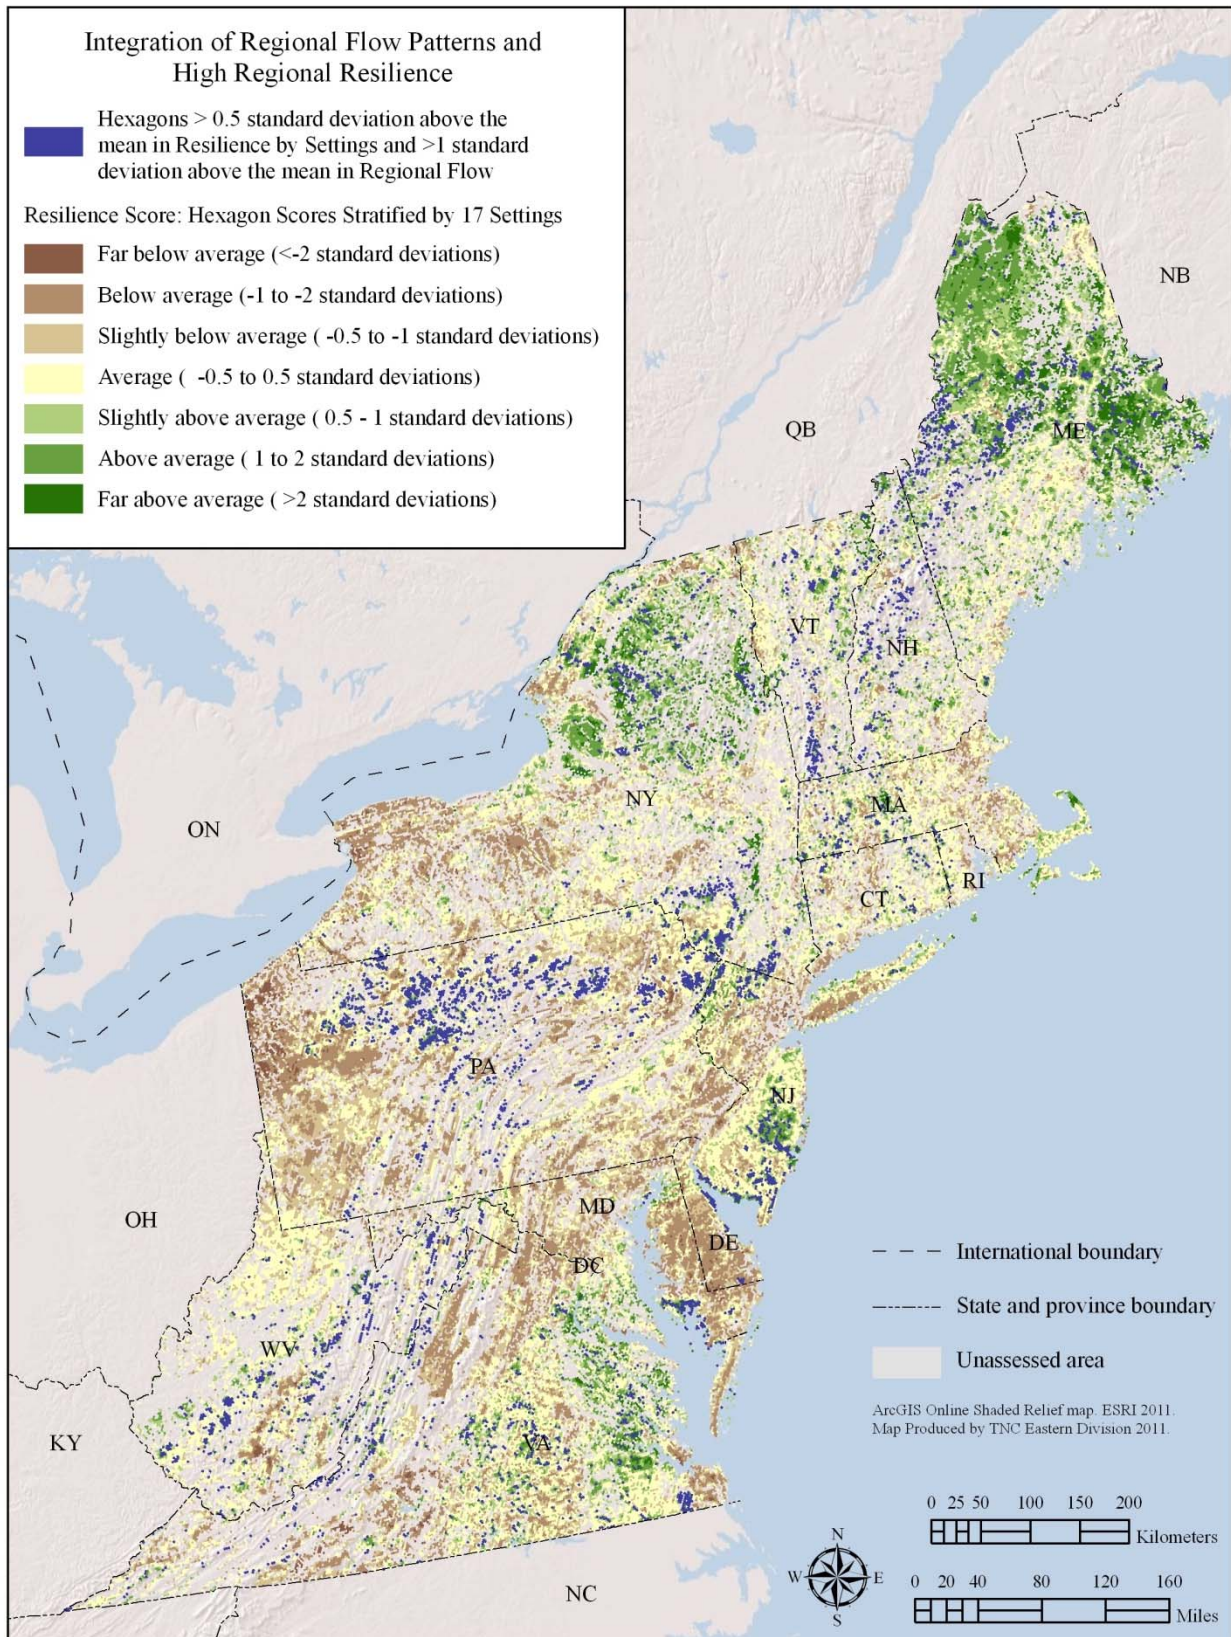 Integration of Regional Flow Patterns and
High Regional Resilience
Hexagons > 0.5 standard deviation above the
mean in Resilience by Settings and >1 standard
deviation above the mean in Regional Flow
Resilience Score: Hexagon Scores Stratified by 17 Settings
Far below average (<-2 standard deviations)
Below average (-1 to -2 standard deviations)
Slightly below average ( -0.5 to -1 standard deviations)
Average ( -0.5 to 0.5 standard deviations)
Slightly above average ( 0.5 - 1 standard deviations)
Above average ( 1 to 2 standard deviations)
Far above average ( >2 standard deviations)
NB
QB
ME
VT
NH
NY
MA
ON
CT
RI
PA
NJ
OH
MD
DE
DC
WV
KY
VA
NC
International boundary
State and province boundary
Unassessed area
ArcGIS Online Shaded Relief map. ESRI 2011.
Map Produced by TNC Eastern Division 2011.
0 25 50 100 150 200
Kilometers
N
W E
S
0 20 40 80 120 160
Miles